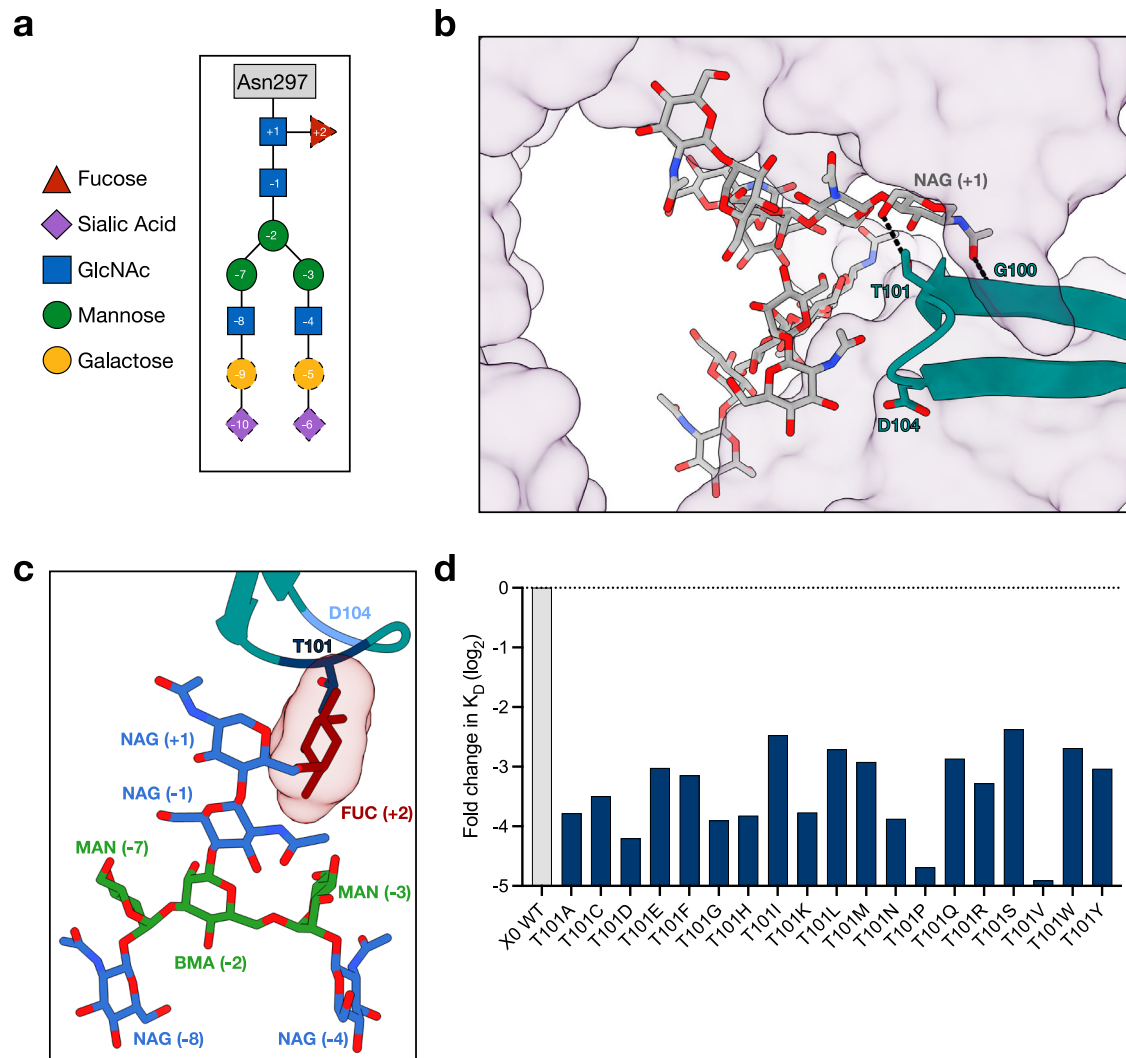 a
Asn297
+1
+2
-1
-2
-7
-3
-8
-4
-9
-5
-10
-6
Fucose
Sialic Acid
GlcNAc
Mannose
Galactose
b
NAG (+1)
G100
T101
D104
c
D104
T101
NAG (+1)
NAG (-1)
FUC (+2)
MAN (-7)
MAN (-3)
BMA (-2)
NAG (-8)
NAG (-4)
d
Fold change in KD (log2)
0
-1
-2
-3
-4
-5
X0 WT
T101A
T101C
T101D
T101E
T101F
T101G
T101H
T101I
T101K
T101L
T101M
T101N
T101P
T101Q
T101R
T101S
T101V
T101W
T101Y